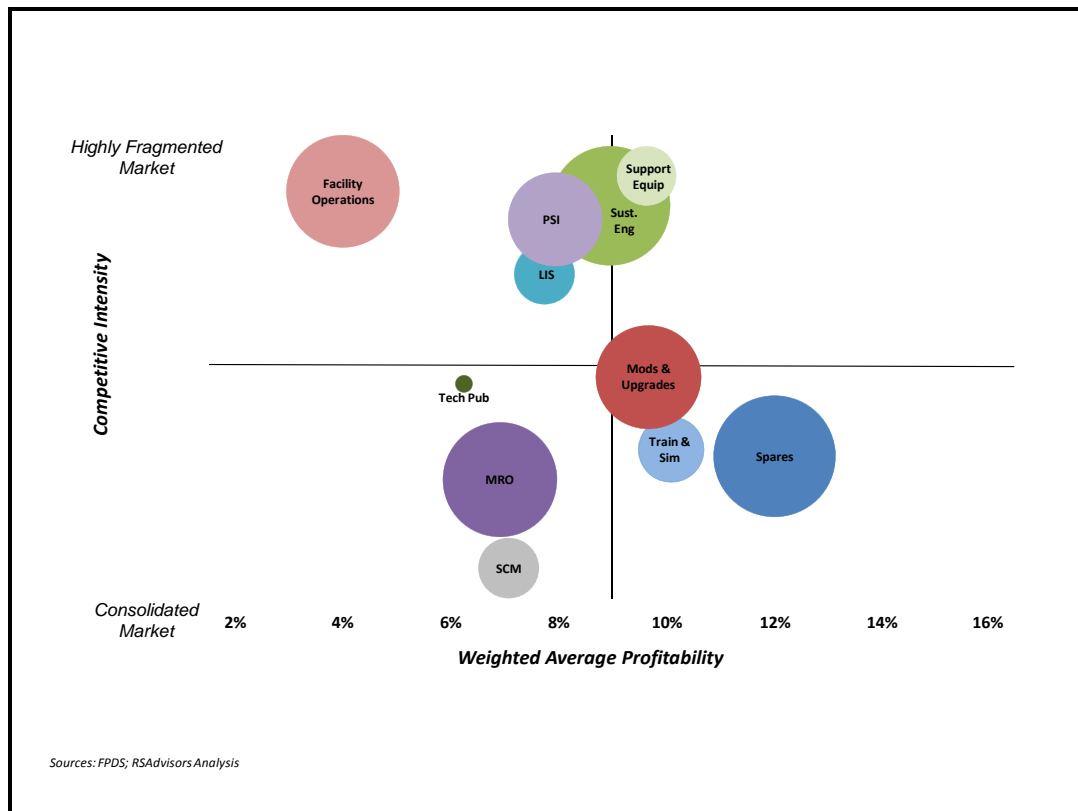 Highly Fragmented
Market
Competitive Intensity
Facility
Operations
PSI
LIS
Sust.
Eng
Support
Equip
Tech Pub
Mods &
Upgrades
MRO
Train &
Sim
Spares
SCM
Consolidated
Market
2% 4% 6% 8% 10% 12% 14% 16%
Weighted Average Profitability
Sources: FPDS; RSAdvisors Analysis